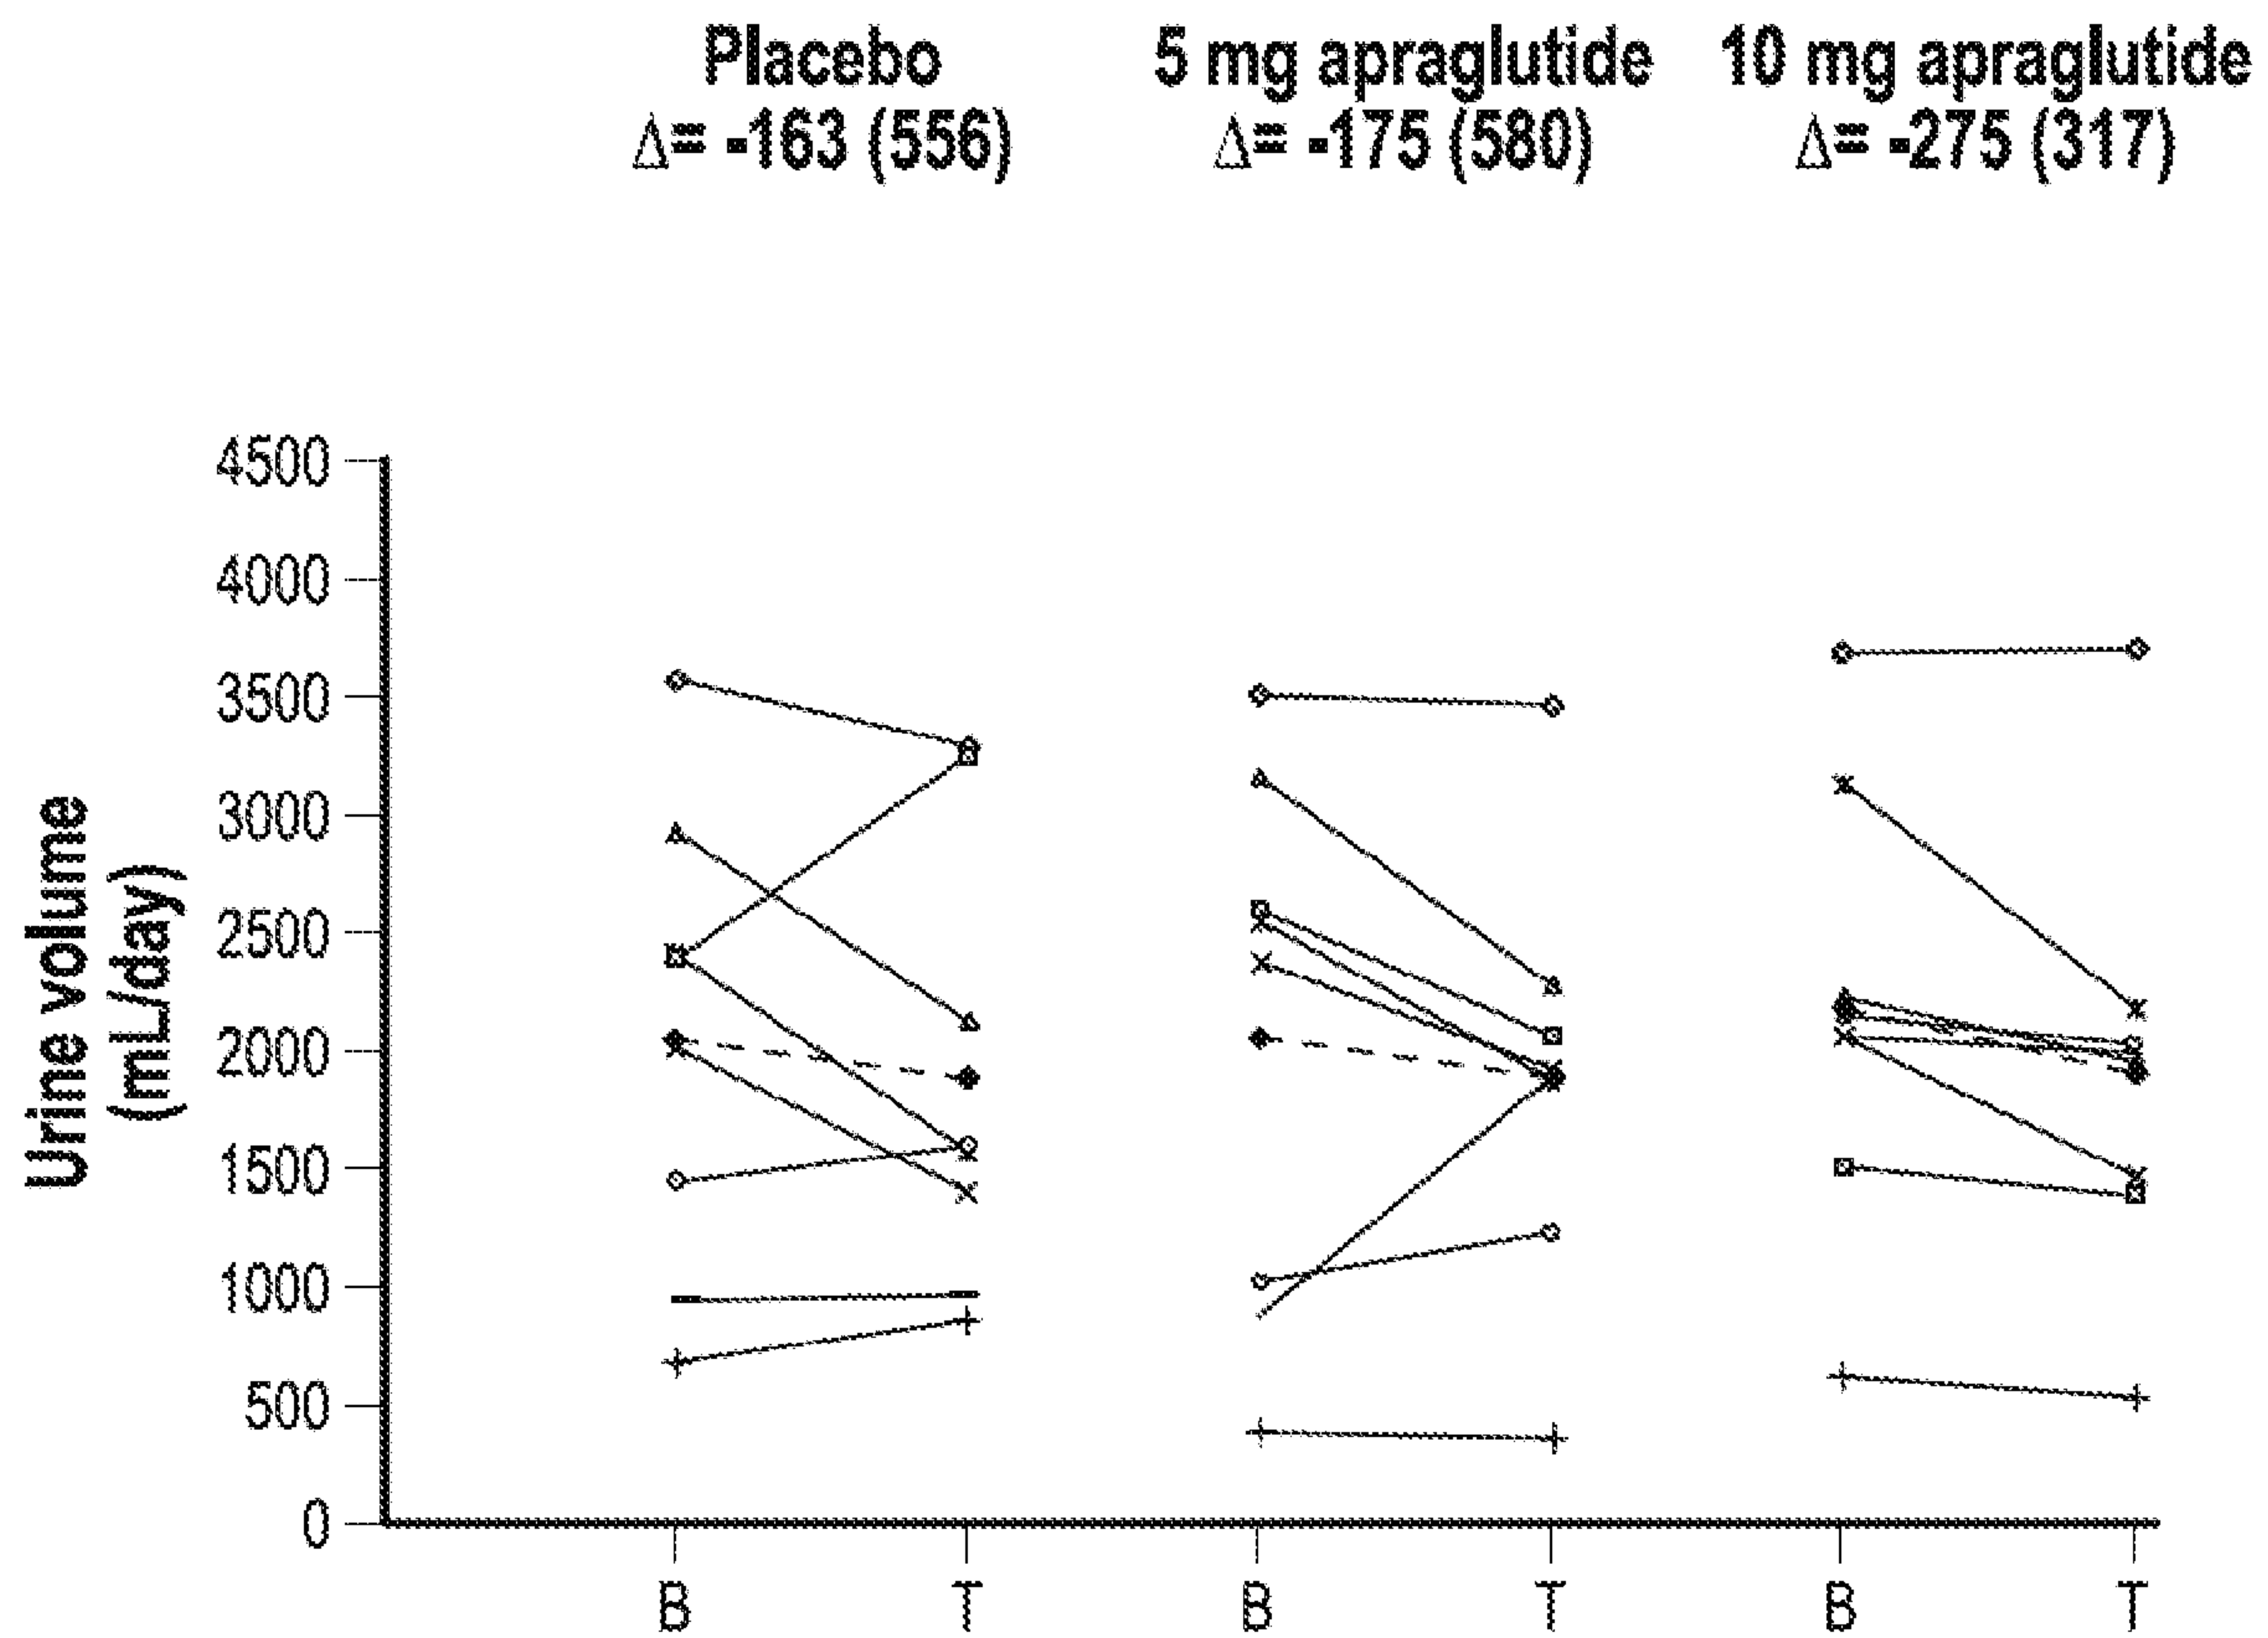 Placebo
Δ= -163 (556)
5 mg apraglutide
Δ= -175 (580)
10 mg apraglutide
Δ= -275 (317)
Urine volume
(mL/day)
4500
4000
3500
3000
2500
2000
1500
1000
500
0
B
T
B
T
B
T